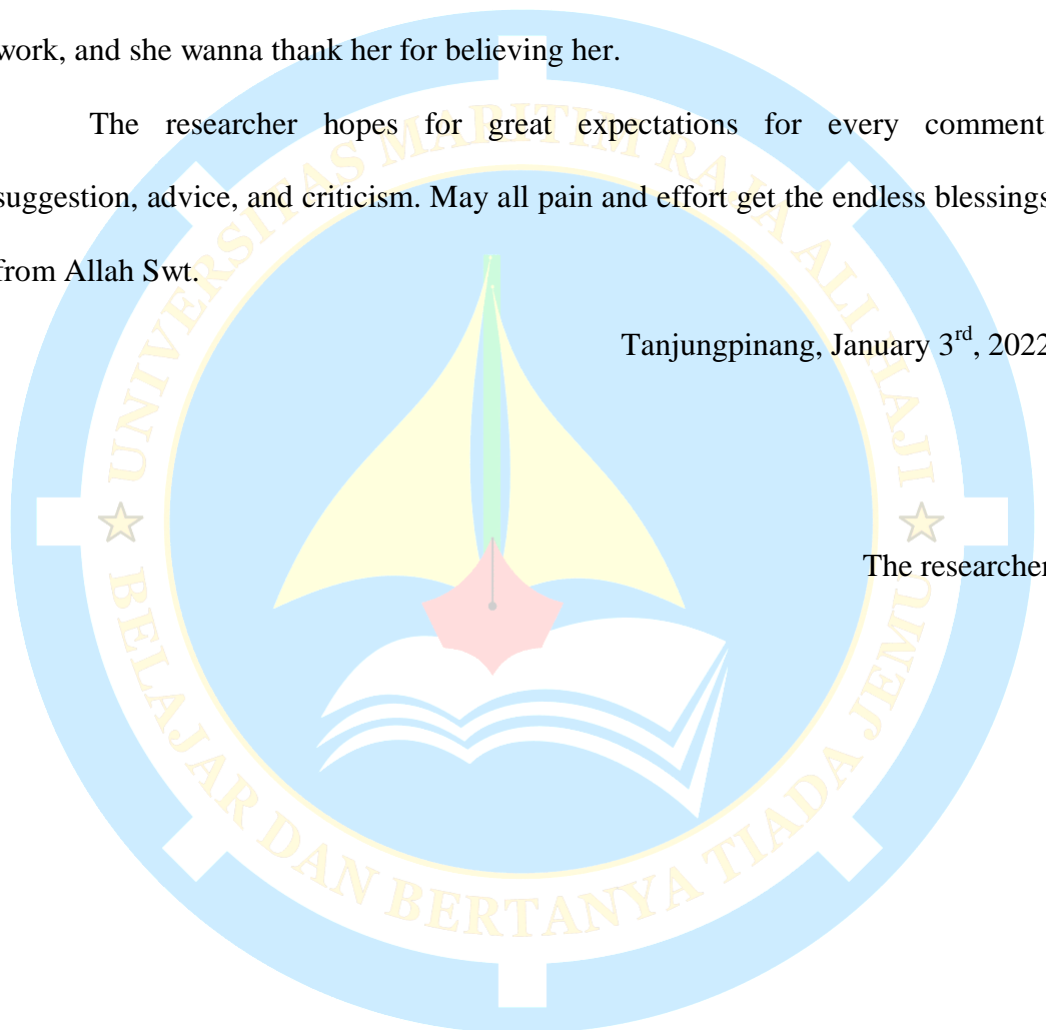 work, and she wanna thank her for believing her.
The researcher hopes for great expectations for every comment
suggestion, advice, and criticism. May all pain and effort get the endless blessings
from Allah Swt.
Tanjungpinang, January 3rd, 2022
The researcher
UNIVERSITAS MARITIM RAJA ALI HAJI
BELAJAR DAN BERTANYA TIADA JEMU